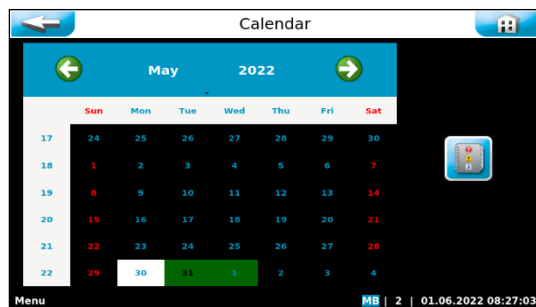 Calendar
May 2022
Sun Mon Tue Wed Thu Fri Sat
17 24 25 26 27 28 29 30
18 1 2 3 4 5 6 7
19 8 9 10 11 12 13 14
20 15 16 17 18 19 20 21
21 22 23 24 25 26 27 28
22 29 30 31 1 2 3 4
Menu MB | 2 | 01.06.2022 08:27:03